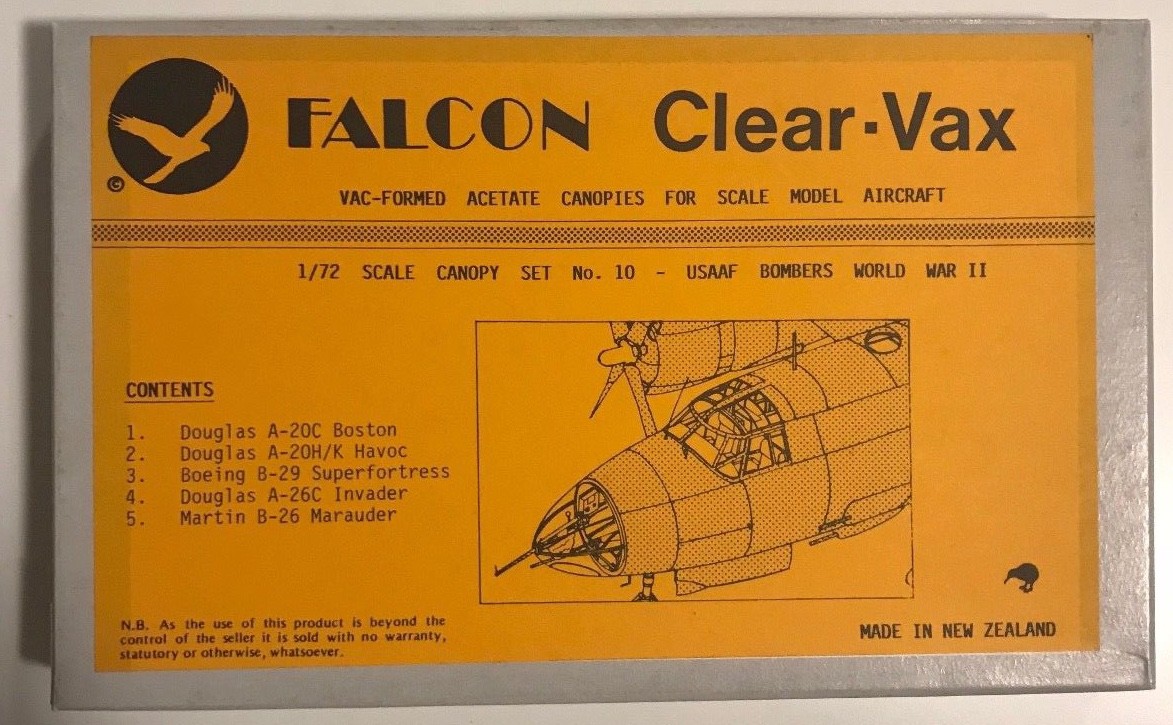 FALCON Clear·Vax
©
VAC-FORMED ACETATE CANOPIES FOR SCALE MODEL AIRCRAFT
1/72 SCALE CANOPY SET No. 10 - USAAF BOMBERS WORLD WAR II
CONTENTS
1. Douglas A-20C Boston
2. Douglas A-20H/K Havoc
3. Boeing B-29 Superfortress
4. Douglas A-26C Invader
5. Martin B-26 Marauder
N.B. As the use of this product is beyond the
control of the seller it is sold with no warranty,
statutory or otherwise, whatsoever.
MADE IN NEW ZEALAND